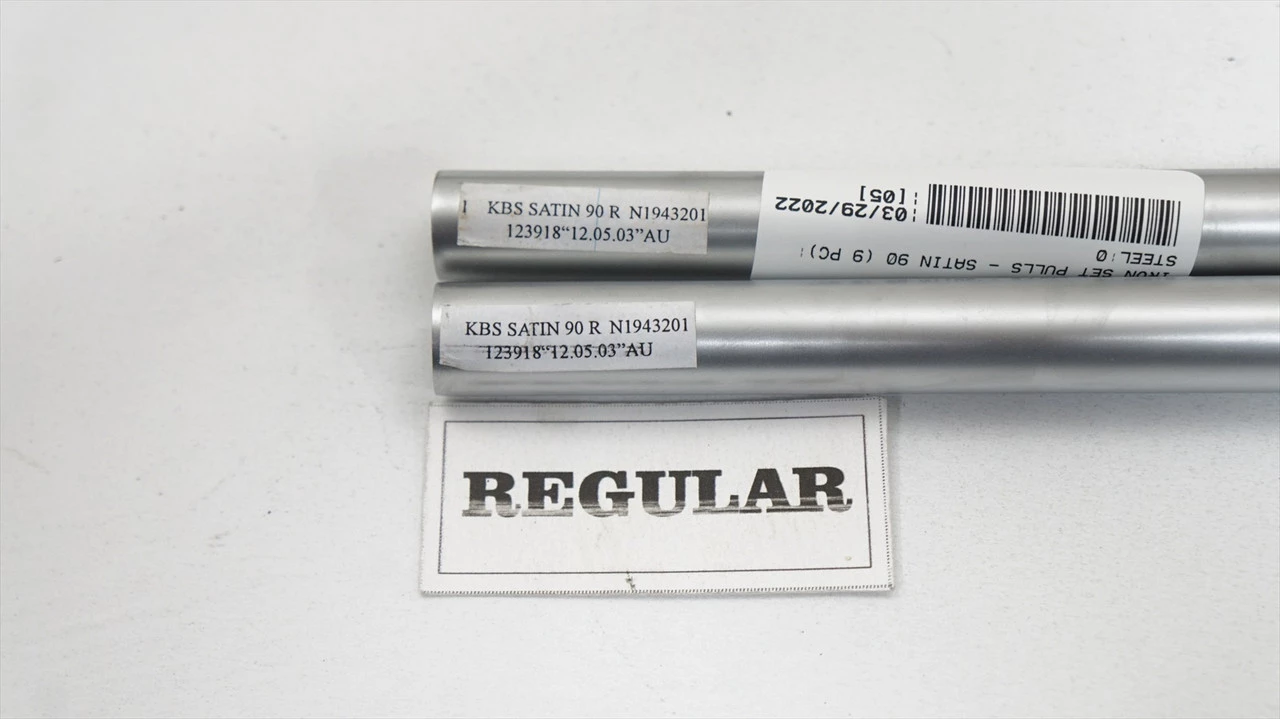 1 KBS SATIN 90 R N1943201
123918“12.05.03”AU
IRON SET PULLS - SATIN 90 (9 PC)
STEEL:0
03/29/2022
[05]
KBS SATIN 90 R N1943201
123918“12.05.03”AU
REGULAR